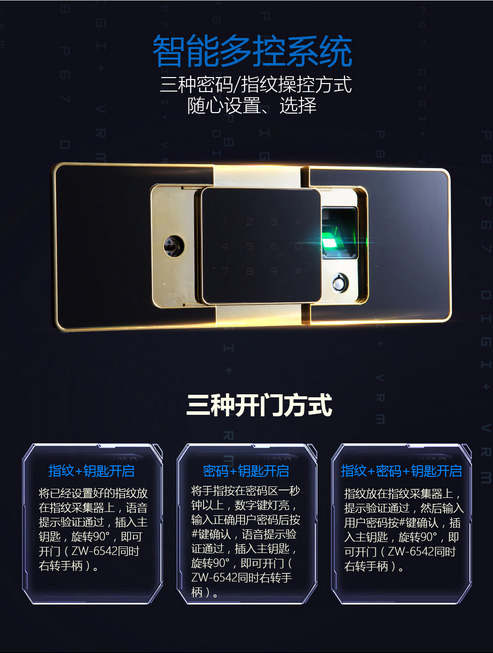 智能多控系统
三种密码/指纹操控方式
随心设置、选择
1 2 3
4 5 6
7 8 9
* 0 #
三种开门方式
指纹+钥匙开启
将已经设置好的指纹放
在指纹采集器上，语音
提示验证通过，插入主
钥匙，旋转90°，即可
开门（ZW-6542同时
右转手柄）。
密码+钥匙开启
将手指按在密码区一秒
钟以上，数字键灯亮，
输入正确用户密码后按
#键确认，语音提示验
证通过，插入主钥匙，
旋转90°，即可开门（
ZW-6542同时右转手
柄）。
指纹+密码+钥匙开启
指纹放在指纹采集器上，
提示验证通过，然后输入
用户密码按#键确认，插
入主钥匙，旋转90°，即
可开门（ZW-6542同时
右转手柄）。